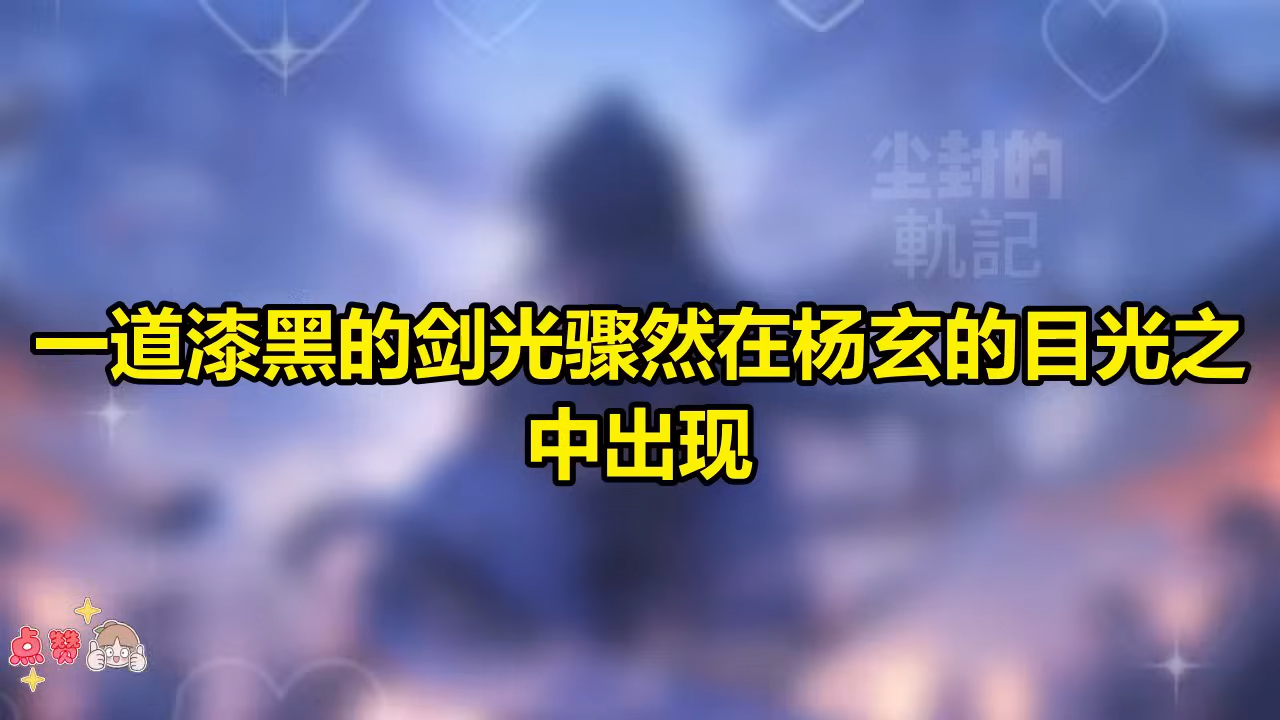 尘封的
軌記
一道漆黑的剑光骤然在杨玄的目光之
中出现
点赞